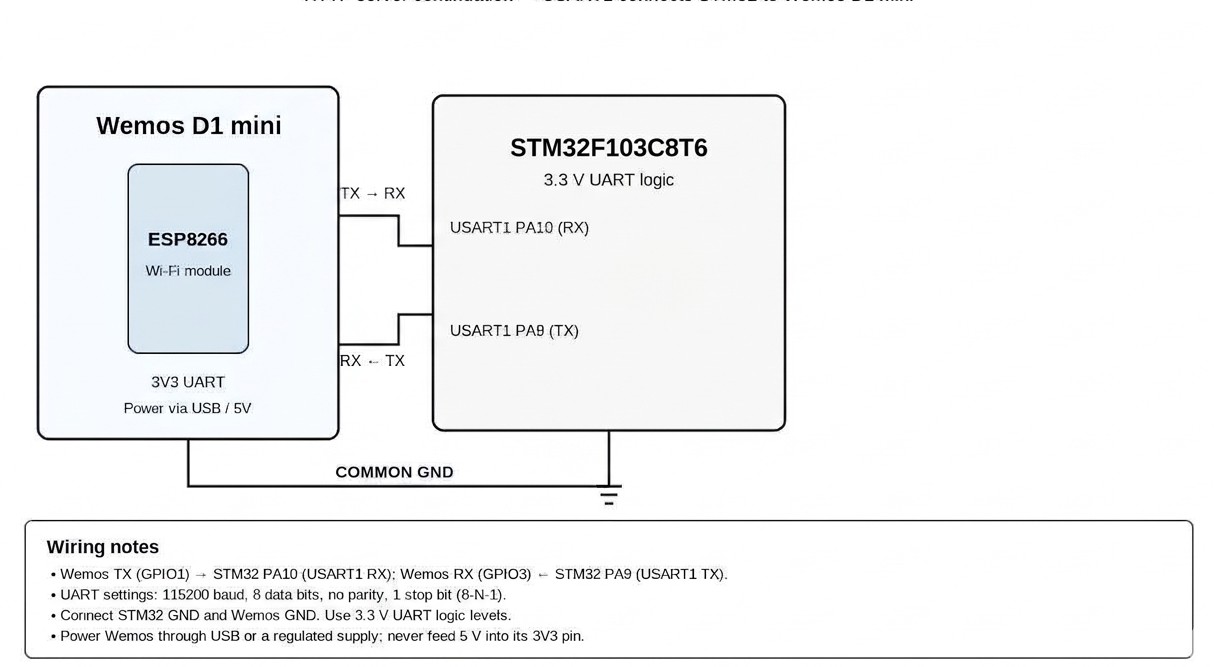 Wemos D1 mini
ESP8266
Wi-Fi module
3V3 UART
Power via USB / 5V
TX → RX
RX ← TX
STM32F103C8T6
3.3 V UART logic
USART1 PA10 (RX)
USART1 PA9 (TX)
COMMON GND
Wiring notes
• Wemos TX (GPIO1) → STM32 PA10 (USART1 RX); Wemos RX (GPIO3) ← STM32 PA9 (USART1 TX).
• UART settings: 115200 baud, 8 data bits, no parity, 1 stop bit (8-N-1).
• Connect STM32 GND and Wemos GND. Use 3.3 V UART logic levels.
• Power Wemos through USB or a regulated supply; never feed 5 V into its 3V3 pin.